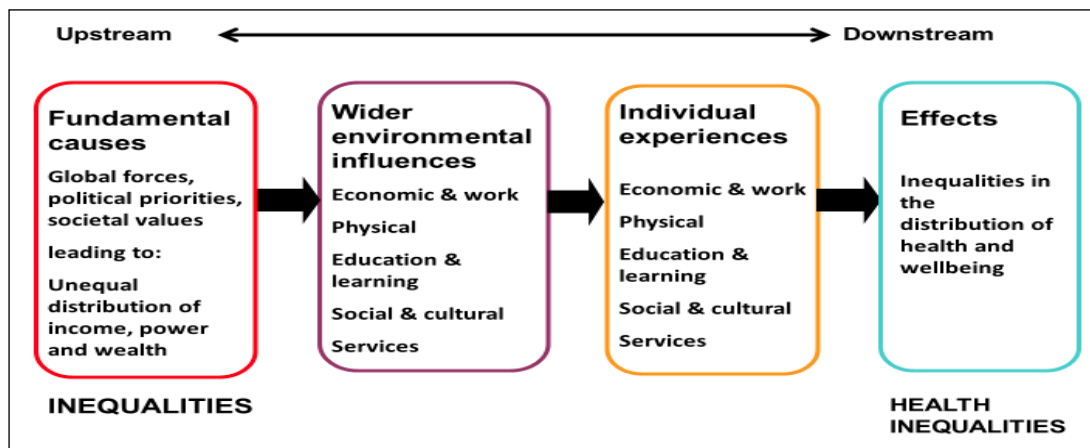 Upstream
Downstream
Fundamental
causes
Global forces,
political priorities,
societal values
leading to:
Unequal
distribution of
income, power
and wealth
INEQUALITIES
Wider
environmental
influences
Economic & work
Physical
Education &
learning
Social & cultural
Services
Individual
experiences
Economic & work
Physical
Education &
learning
Social & cultural
Services
Effects
Inequalities in
the
distribution of
health and
wellbeing
HEALTH
INEQUALITIES